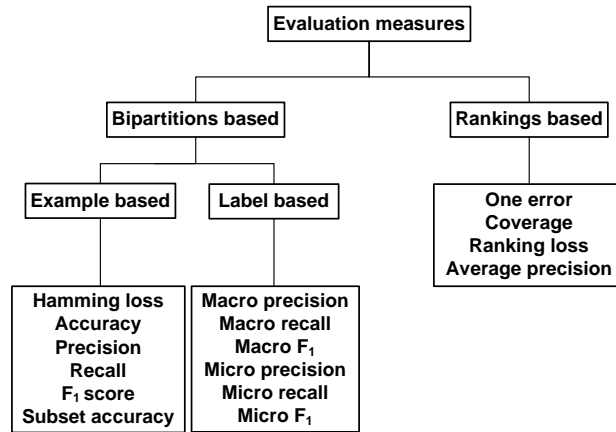 Evaluation measures
Bipartitions based
Rankings based
Example based
Label based
One error
Coverage
Ranking loss
Average precision
Hamming loss
Accuracy
Precision
Recall
F₁ score
Subset accuracy
Macro precision
Macro recall
Macro F₁
Micro precision
Micro recall
Micro F₁